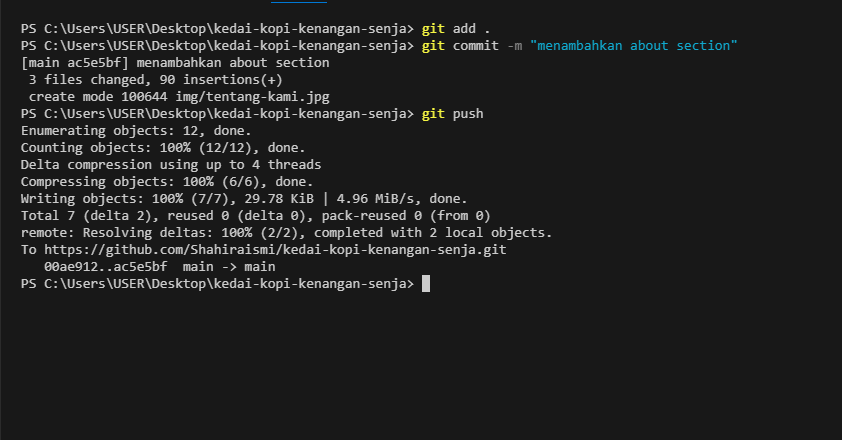 PS C:\Users\USER\Desktop\kedai-kopi-kenangan-senja> git add .
PS C:\Users\USER\Desktop\kedai-kopi-kenangan-senja> git commit -m "menambahkan about section"
[main ac5e5bf] menambahkan about section
 3 files changed, 90 insertions(+)
 create mode 100644 img/tentang-kami.jpg
PS C:\Users\USER\Desktop\kedai-kopi-kenangan-senja> git push
Enumerating objects: 12, done.
Counting objects: 100% (12/12), done.
Delta compression using up to 4 threads
Compressing objects: 100% (6/6), done.
Writing objects: 100% (7/7), 29.78 KiB | 4.96 MiB/s, done.
Total 7 (delta 2), reused 0 (delta 0), pack-reused 0 (from 0)
remote: Resolving deltas: 100% (2/2), completed with 2 local objects.
To https://github.com/Shahiraismi/kedai-kopi-kenangan-senja.git
   00ae912..ac5e5bf  main -> main
PS C:\Users\USER\Desktop\kedai-kopi-kenangan-senja>